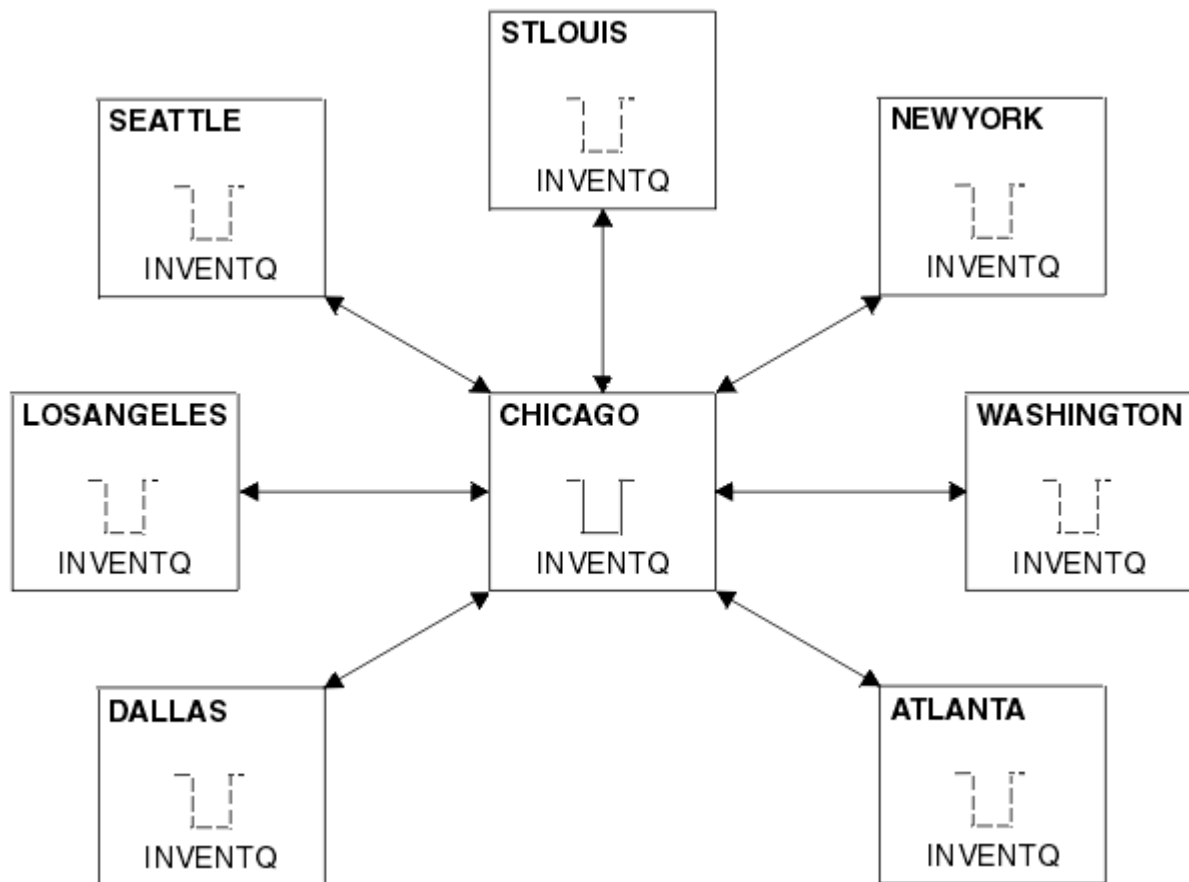 STLOUIS
INVENTQ
SEATTLE
INVENTQ
NEWYORK
INVENTQ
LOSANGELES
INVENTQ
CHICAGO
INVENTQ
WASHINGTON
INVENTQ
DALLAS
INVENTQ
ATLANTA
INVENTQ